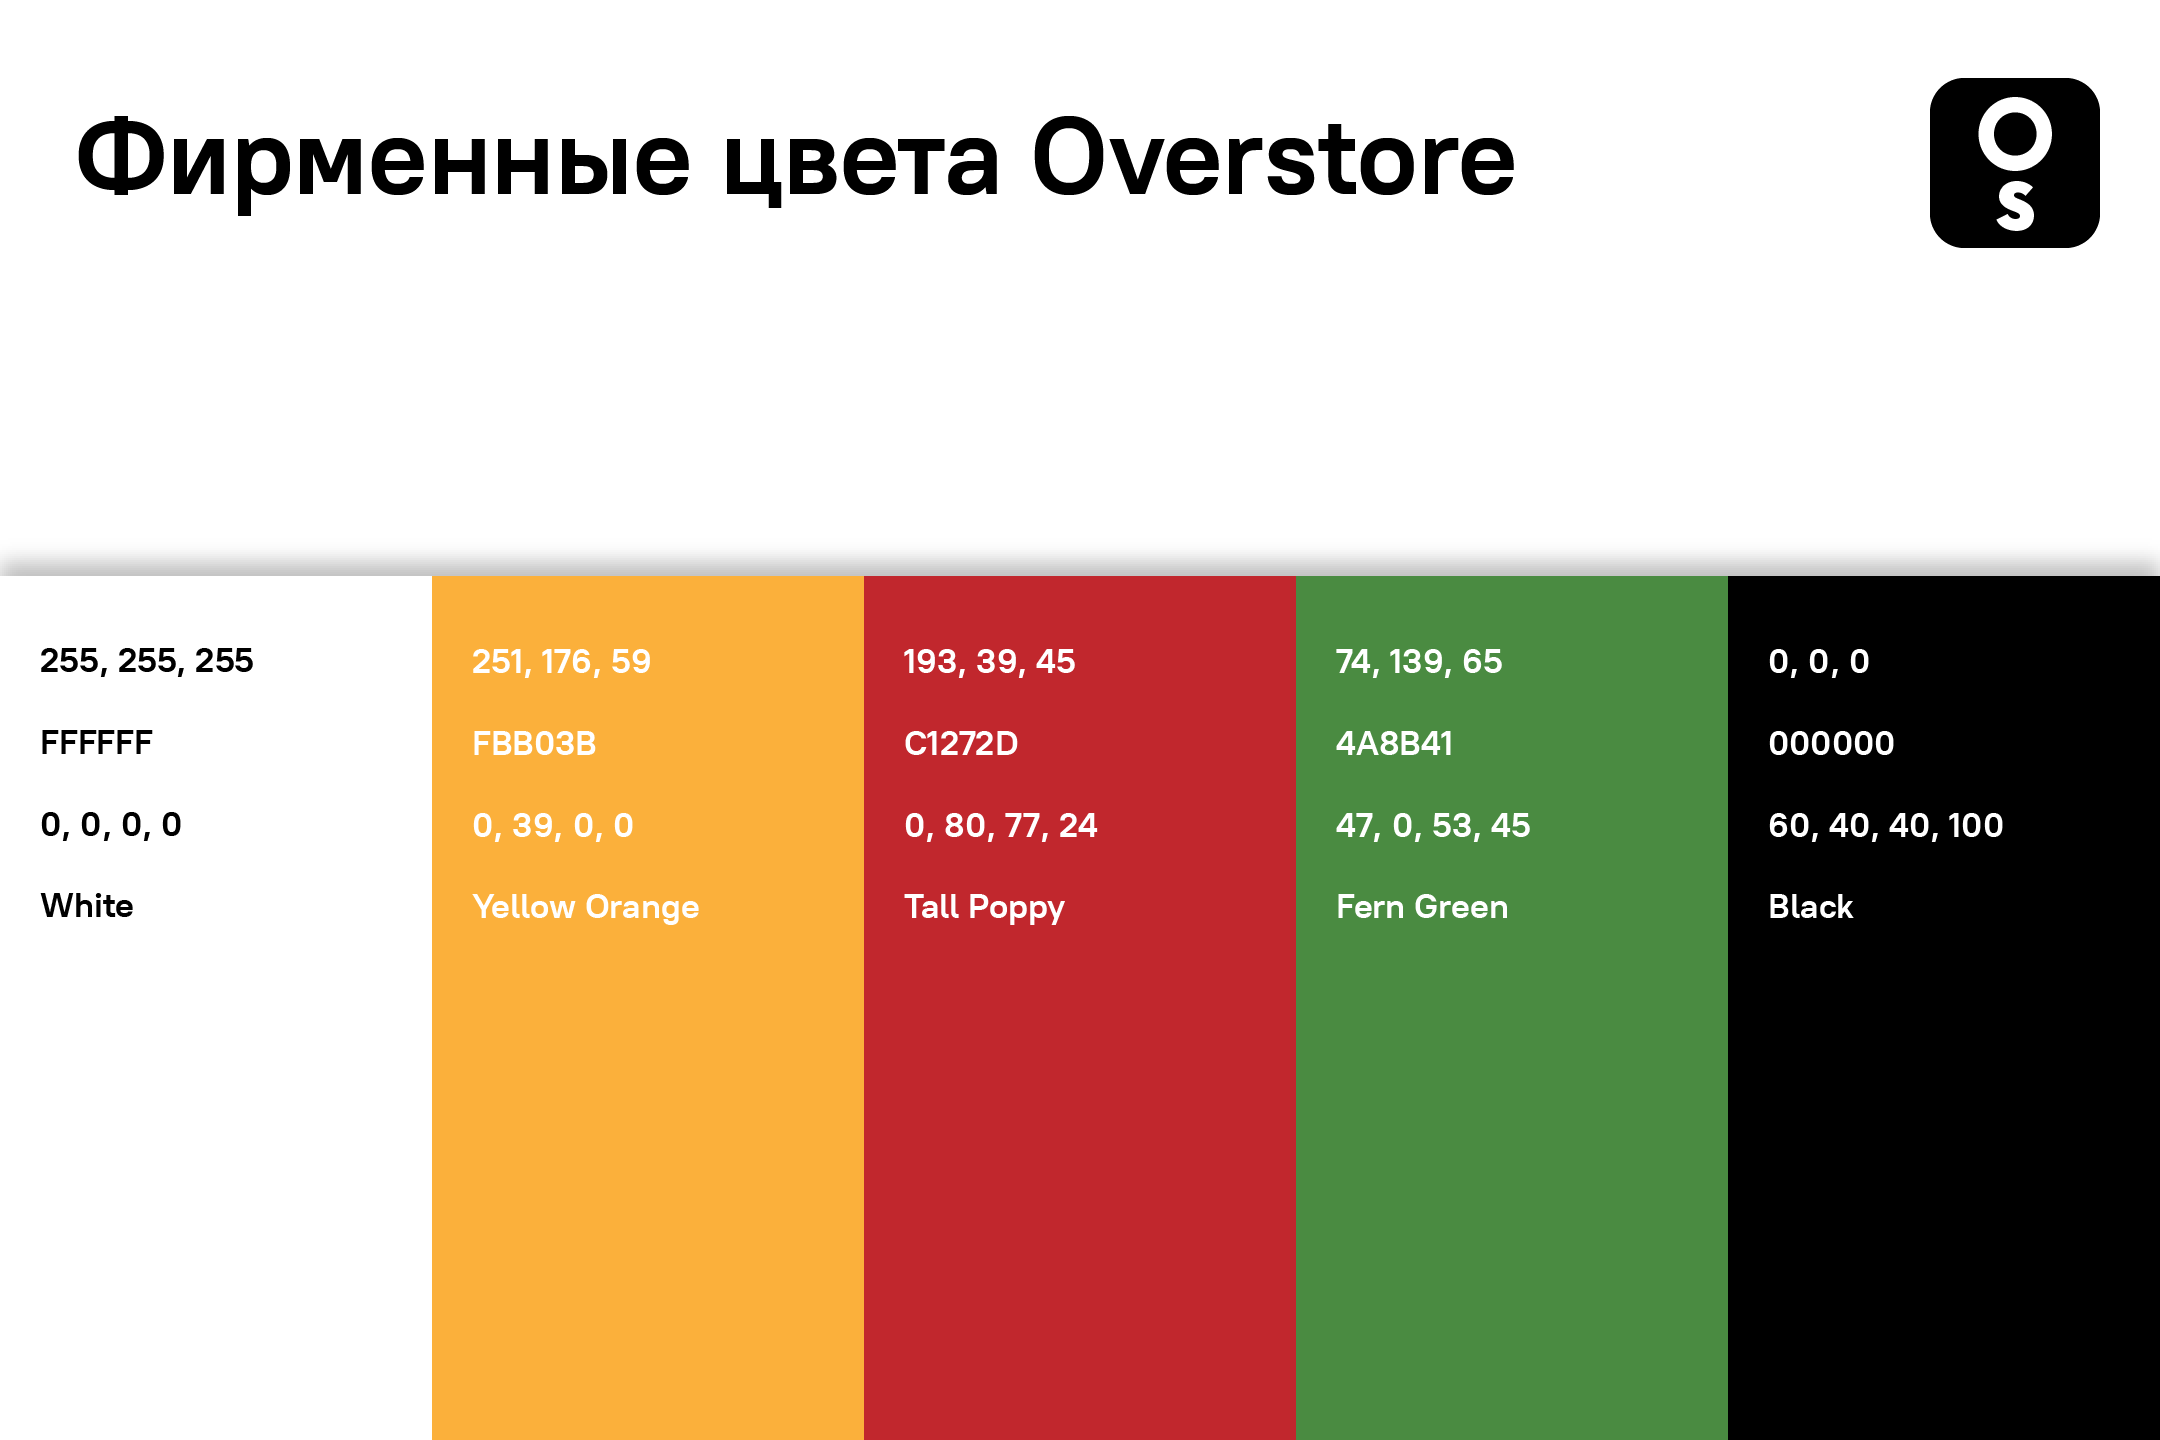 Фирменные цвета Overstore
O
s
255, 255, 255
FFFFFF
0, 0, 0, 0
White
251, 176, 59
FBB03B
0, 39, 0, 0
Yellow Orange
193, 39, 45
C1272D
0, 80, 77, 24
Tall Poppy
74, 139, 65
4A8B41
47, 0, 53, 45
Fern Green
0, 0, 0
000000
60, 40, 40, 100
Black